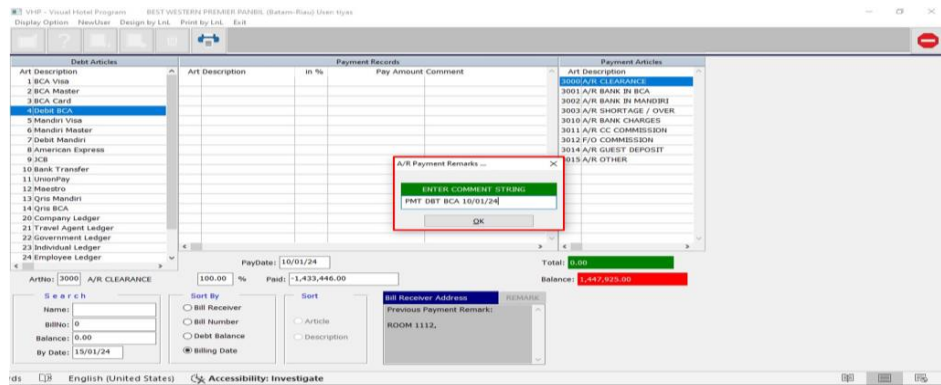 VHP - Visual Hotel Program BEST WESTERN PREMIER PANBIL (Batam-Riau) User: tyas
Display Option NewUser Design by LnL Print by LnL Exit
Debt Articles
Art Description
1 BCA Visa
2 BCA Master
3 BCA Card
4 Debit BCA
5 Mandiri Visa
6 Mandiri Master
7 Debit Mandiri
8 American Express
9 JCB
10 Bank Transfer
11 UnionPay
12 Maestro
13 Qris Mandiri
14 Qris BCA
20 Company Ledger
21 Travel Agent Ledger
22 Government Ledger
23 Individual Ledger
24 Employee Ledger
Payment Records
Art Description In % Pay Amount Comment
Payment Articles
Art Description
3000 A/R CLEARANCE
3001 A/R BANK IN BCA
3002 A/R BANK IN MANDIRI
3003 A/R SHORTAGE / OVER
3010 A/R BANK CHARGES
3011 A/R CC COMMISSION
3012 F/O COMMISSION
3014 A/R GUEST DEPOSIT
3015 A/R OTHER
A/R Payment Remarks ...
ENTER COMMENT STRING
PMT DBT BCA 10/01/24
OK
PayDate: 10/01/24
Total: 0.00
ArtNo: 3000 A/R CLEARANCE 100.00 % Paid: -1,433,446.00
Balance: 1,447,925.00
Search
Name:
BillNo: 0
Balance: 0.00
By Date: 15/01/24
Sort By
Bill Receiver
Bill Number
Debt Balance
Billing Date
Sort
Article
Description
Bill Receiver Address REMARK
Previous Payment Remark:
ROOM 1112,
rds English (United States) Accessibility: Investigate